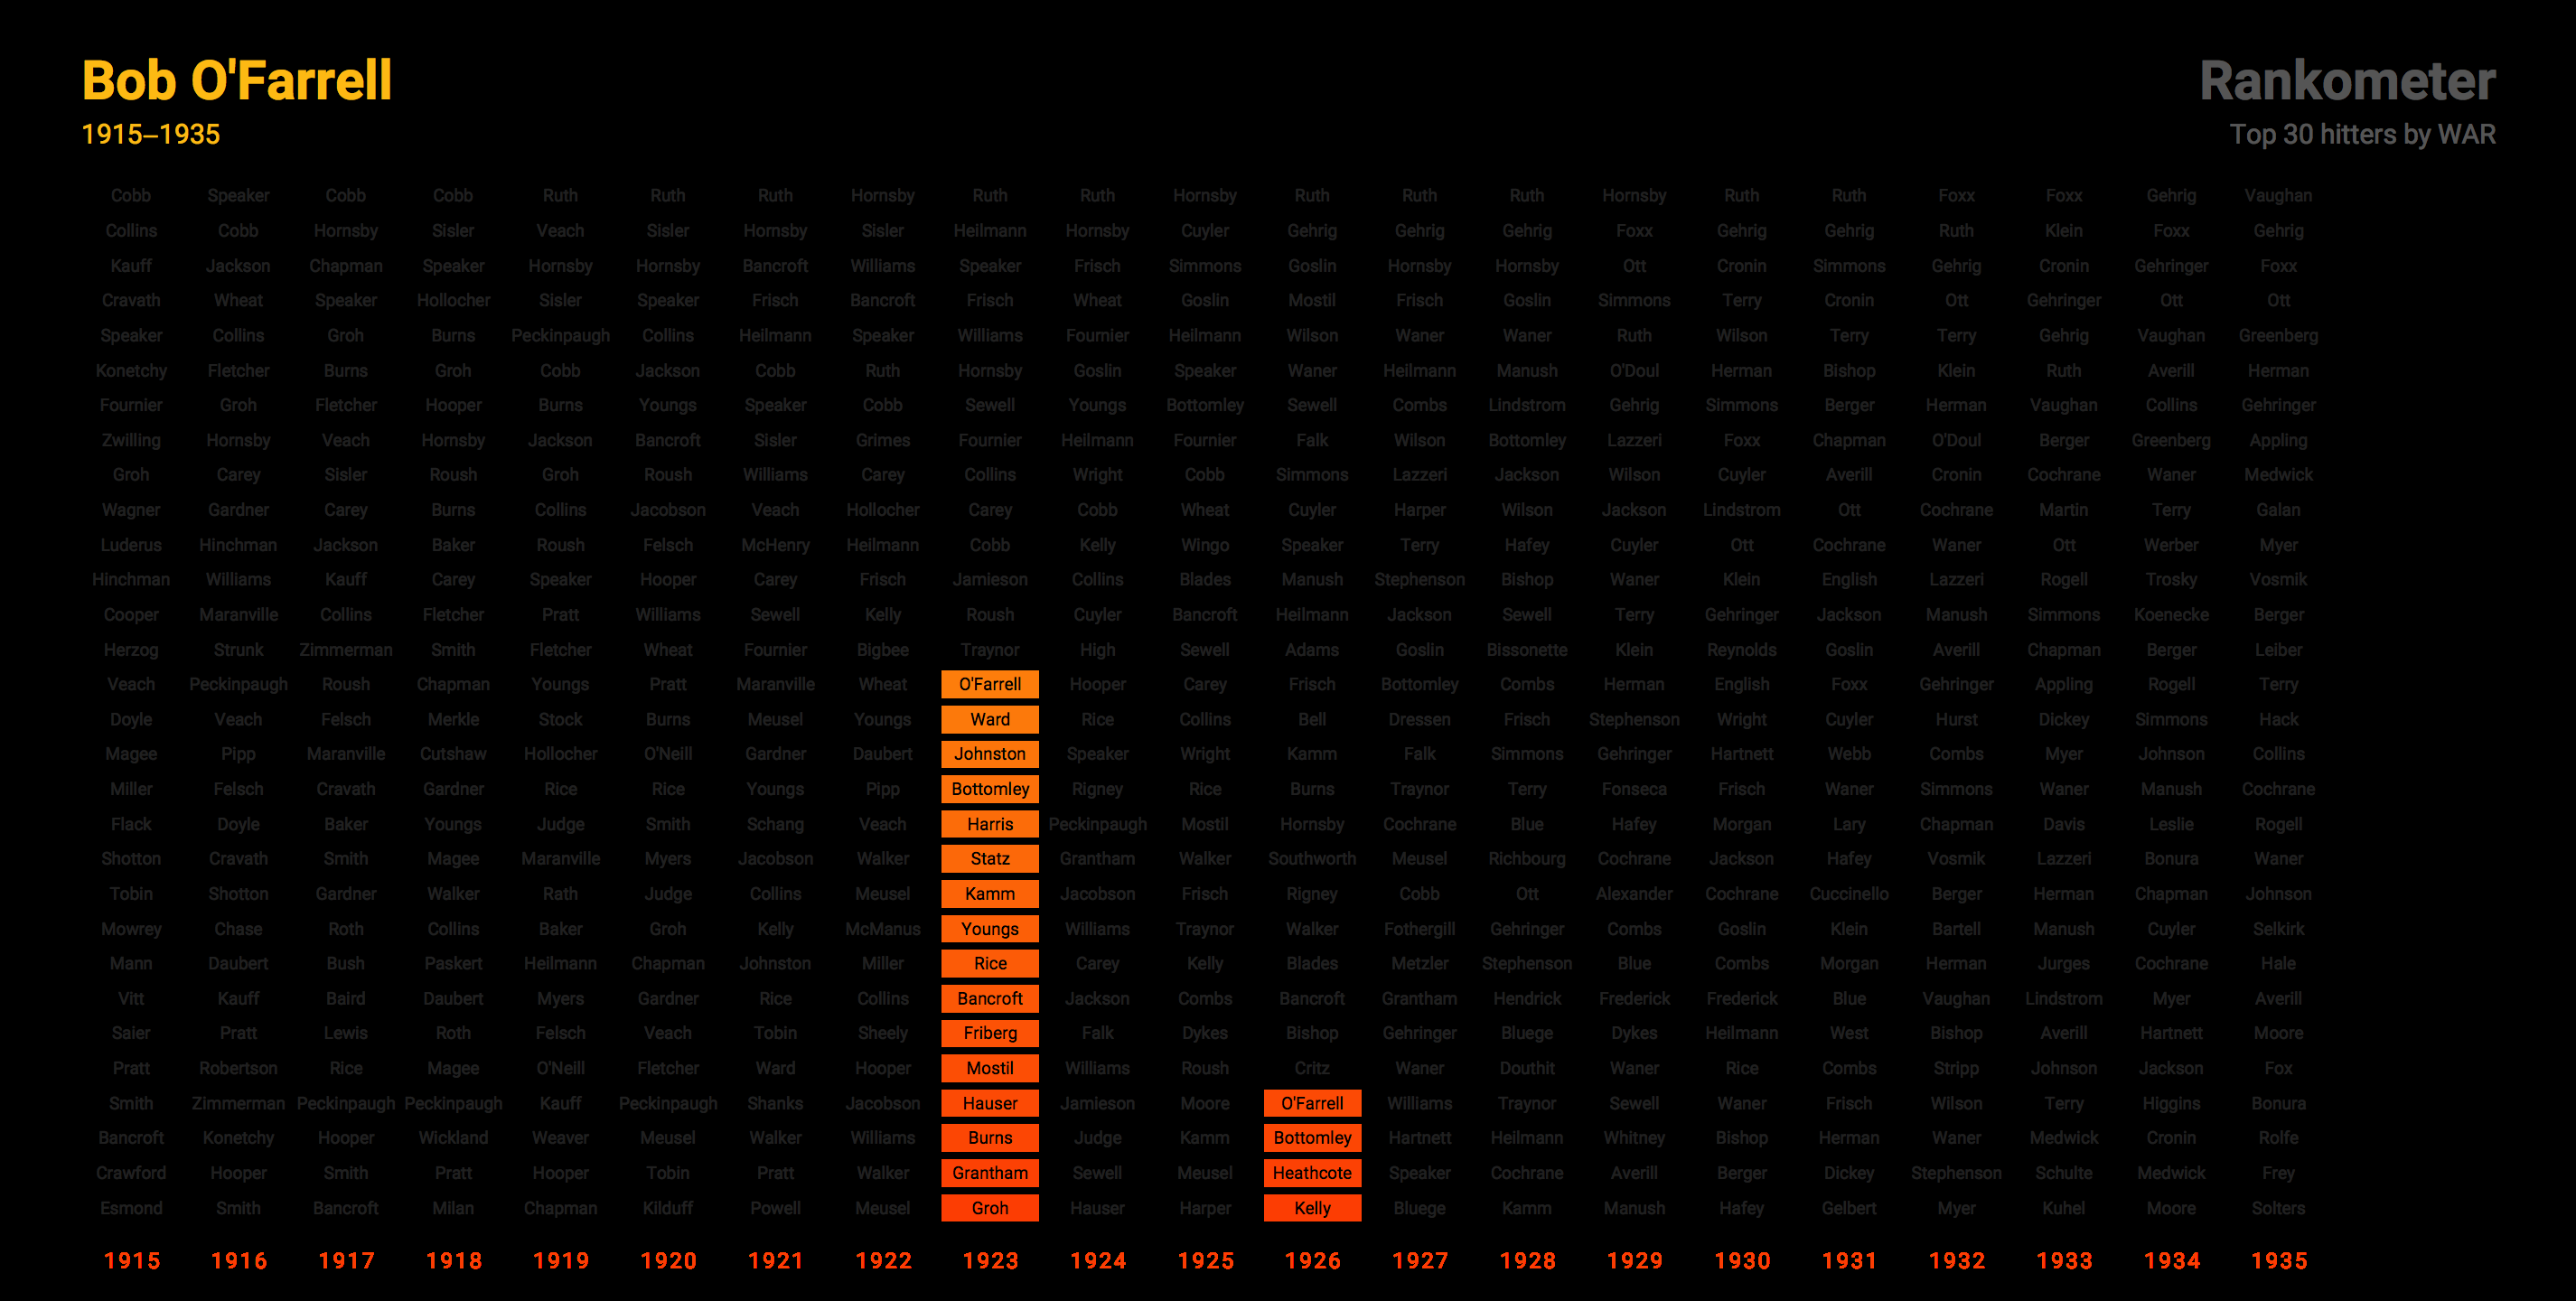 Bob O'Farrell Rankometer
1915–1935 Top 30 hitters by WAR
Cobb Speaker Cobb Cobb Ruth Ruth Ruth Hornsby Ruth Ruth Hornsby Ruth Ruth Ruth Hornsby Ruth Ruth Foxx Foxx Gehrig Vaughan
Collins Cobb Hornsby Sisler Veach Sisler Hornsby Sisler Heilmann Hornsby Cuyler Gehrig Gehrig Gehrig Foxx Gehrig Gehrig Ruth Klein Foxx Gehrig
Kauff Jackson Chapman Speaker Hornsby Hornsby Bancroft Williams Speaker Frisch Simmons Goslin Hornsby Hornsby Ott Cronin Simmons Gehrig Cronin Gehringer Foxx
Cravath Wheat Speaker Hollocher Sisler Speaker Frisch Bancroft Frisch Wheat Goslin Mostil Frisch Goslin Simmons Terry Cronin Ott Gehringer Ott Ott
Speaker Collins Groh Burns Peckinpaugh Collins Heilmann Speaker Williams Fournier Heilmann Wilson Waner Waner Ruth Wilson Terry Terry Gehrig Vaughan Greenberg
Konetchy Fletcher Burns Groh Cobb Jackson Cobb Ruth Hornsby Goslin Speaker Waner Heilmann Manush O'Doul Herman Bishop Klein Ruth Averill Herman
Fournier Groh Fletcher Hooper Burns Youngs Speaker Cobb Sewell Youngs Bottomley Sewell Combs Lindstrom Gehrig Simmons Berger Herman Vaughan Collins Gehringer
Zwilling Hornsby Veach Hornsby Jackson Bancroft Sisler Grimes Fournier Heilmann Fournier Falk Wilson Bottomley Lazzeri Foxx Chapman O'Doul Berger Greenberg Appling
Groh Carey Sisler Roush Groh Roush Williams Carey Collins Wright Cobb Simmons Lazzeri Jackson Wilson Cuyler Averill Cronin Cochrane Waner Medwick
Wagner Gardner Carey Burns Collins Jacobson Veach Hollocher Carey Cobb Wheat Cuyler Harper Wilson Jackson Lindstrom Ott Cochrane Martin Terry Galan
Luderus Hinchman Jackson Baker Roush Felsch McHenry Heilmann Cobb Kelly Wingo Speaker Terry Hafey Cuyler Ott Cochrane Waner Ott Werber Myer
Hinchman Williams Kauff Carey Speaker Hooper Carey Frisch Jamieson Collins Blades Manush Stephenson Bishop Waner Klein English Lazzeri Rogell Trosky Vosmik
Cooper Maranville Collins Fletcher Pratt Williams Sewell Kelly Roush Cuyler Bancroft Heilmann Jackson Sewell Terry Gehringer Jackson Manush Simmons Koenecke Berger
Herzog Strunk Zimmerman Smith Fletcher Wheat Fournier Bigbee Traynor High Sewell Adams Goslin Bissonette Klein Reynolds Goslin Averill Chapman Berger Leiber
Veach Peckinpaugh Roush Chapman Youngs Pratt Maranville Wheat O'Farrell Hooper Carey Frisch Bottomley Combs Herman English Foxx Gehringer Appling Rogell Terry
Doyle Veach Felsch Merkle Stock Burns Meusel Youngs Ward Rice Collins Bell Dressen Frisch Stephenson Wright Cuyler Hurst Dickey Simmons Hack
Magee Pipp Maranville Cutshaw Hollocher O'Neill Gardner Daubert Johnston Speaker Wright Kamm Falk Simmons Gehringer Hartnett Webb Combs Myer Johnson Collins
Miller Felsch Cravath Gardner Rice Rice Youngs Pipp Bottomley Rigney Rice Burns Traynor Terry Fonseca Frisch Waner Simmons Waner Manush Cochrane
Flack Doyle Baker Youngs Judge Smith Schang Veach Harris Peckinpaugh Mostil Hornsby Cochrane Blue Hafey Morgan Lary Chapman Davis Leslie Rogell
Shotton Cravath Smith Magee Maranville Myers Jacobson Walker Statz Grantham Walker Southworth Meusel Richbourg Cochrane Jackson Hafey Vosmik Lazzeri Bonura Waner
Tobin Shotton Gardner Walker Rath Judge Collins Meusel Kamm Jacobson Frisch Rigney Cobb Ott Alexander Cochrane Cuccinello Berger Herman Chapman Johnson
Mowrey Chase Roth Collins Baker Groh Kelly McManus Youngs Williams Traynor Walker Fothergill Gehringer Combs Goslin Klein Bartell Manush Cuyler Selkirk
Mann Daubert Bush Paskert Heilmann Chapman Johnston Miller Rice Carey Kelly Blades Metzler Stephenson Blue Combs Morgan Herman Jurges Cochrane Hale
Vitt Kauff Baird Daubert Myers Gardner Rice Collins Bancroft Jackson Combs Bancroft Grantham Hendrick Frederick Frederick Blue Vaughan Lindstrom Myer Averill
Saier Pratt Lewis Roth Felsch Veach Tobin Sheely Friberg Falk Dykes Bishop Gehringer Bluege Dykes Heilmann West Bishop Averill Hartnett Moore
Pratt Robertson Rice Magee O'Neill Fletcher Ward Hooper Mostil Williams Roush Critz Waner Douthit Waner Rice Combs Stripp Johnson Jackson Fox
Smith Zimmerman Peckinpaugh Peckinpaugh Kauff Peckinpaugh Shanks Jacobson Hauser Jamieson Moore O'Farrell Williams Traynor Sewell Waner Frisch Wilson Terry Higgins Bonura
Bancroft Konetchy Hooper Wickland Weaver Meusel Walker Williams Burns Judge Kamm Bottomley Hartnett Heilmann Whitney Bishop Herman Waner Medwick Cronin Rolfe
Crawford Hooper Smith Pratt Hooper Tobin Pratt Walker Grantham Sewell Meusel Heathcote Speaker Cochrane Averill Berger Dickey Stephenson Schulte Medwick Frey
Esmond Smith Bancroft Milan Chapman Kilduff Powell Meusel Groh Hauser Harper Kelly Bluege Kamm Manush Hafey Gelbert Myer Kuhel Moore Solters
1915 1916 1917 1918 1919 1920 1921 1922 1923 1924 1925 1926 1927 1928 1929 1930 1931 1932 1933 1934 1935